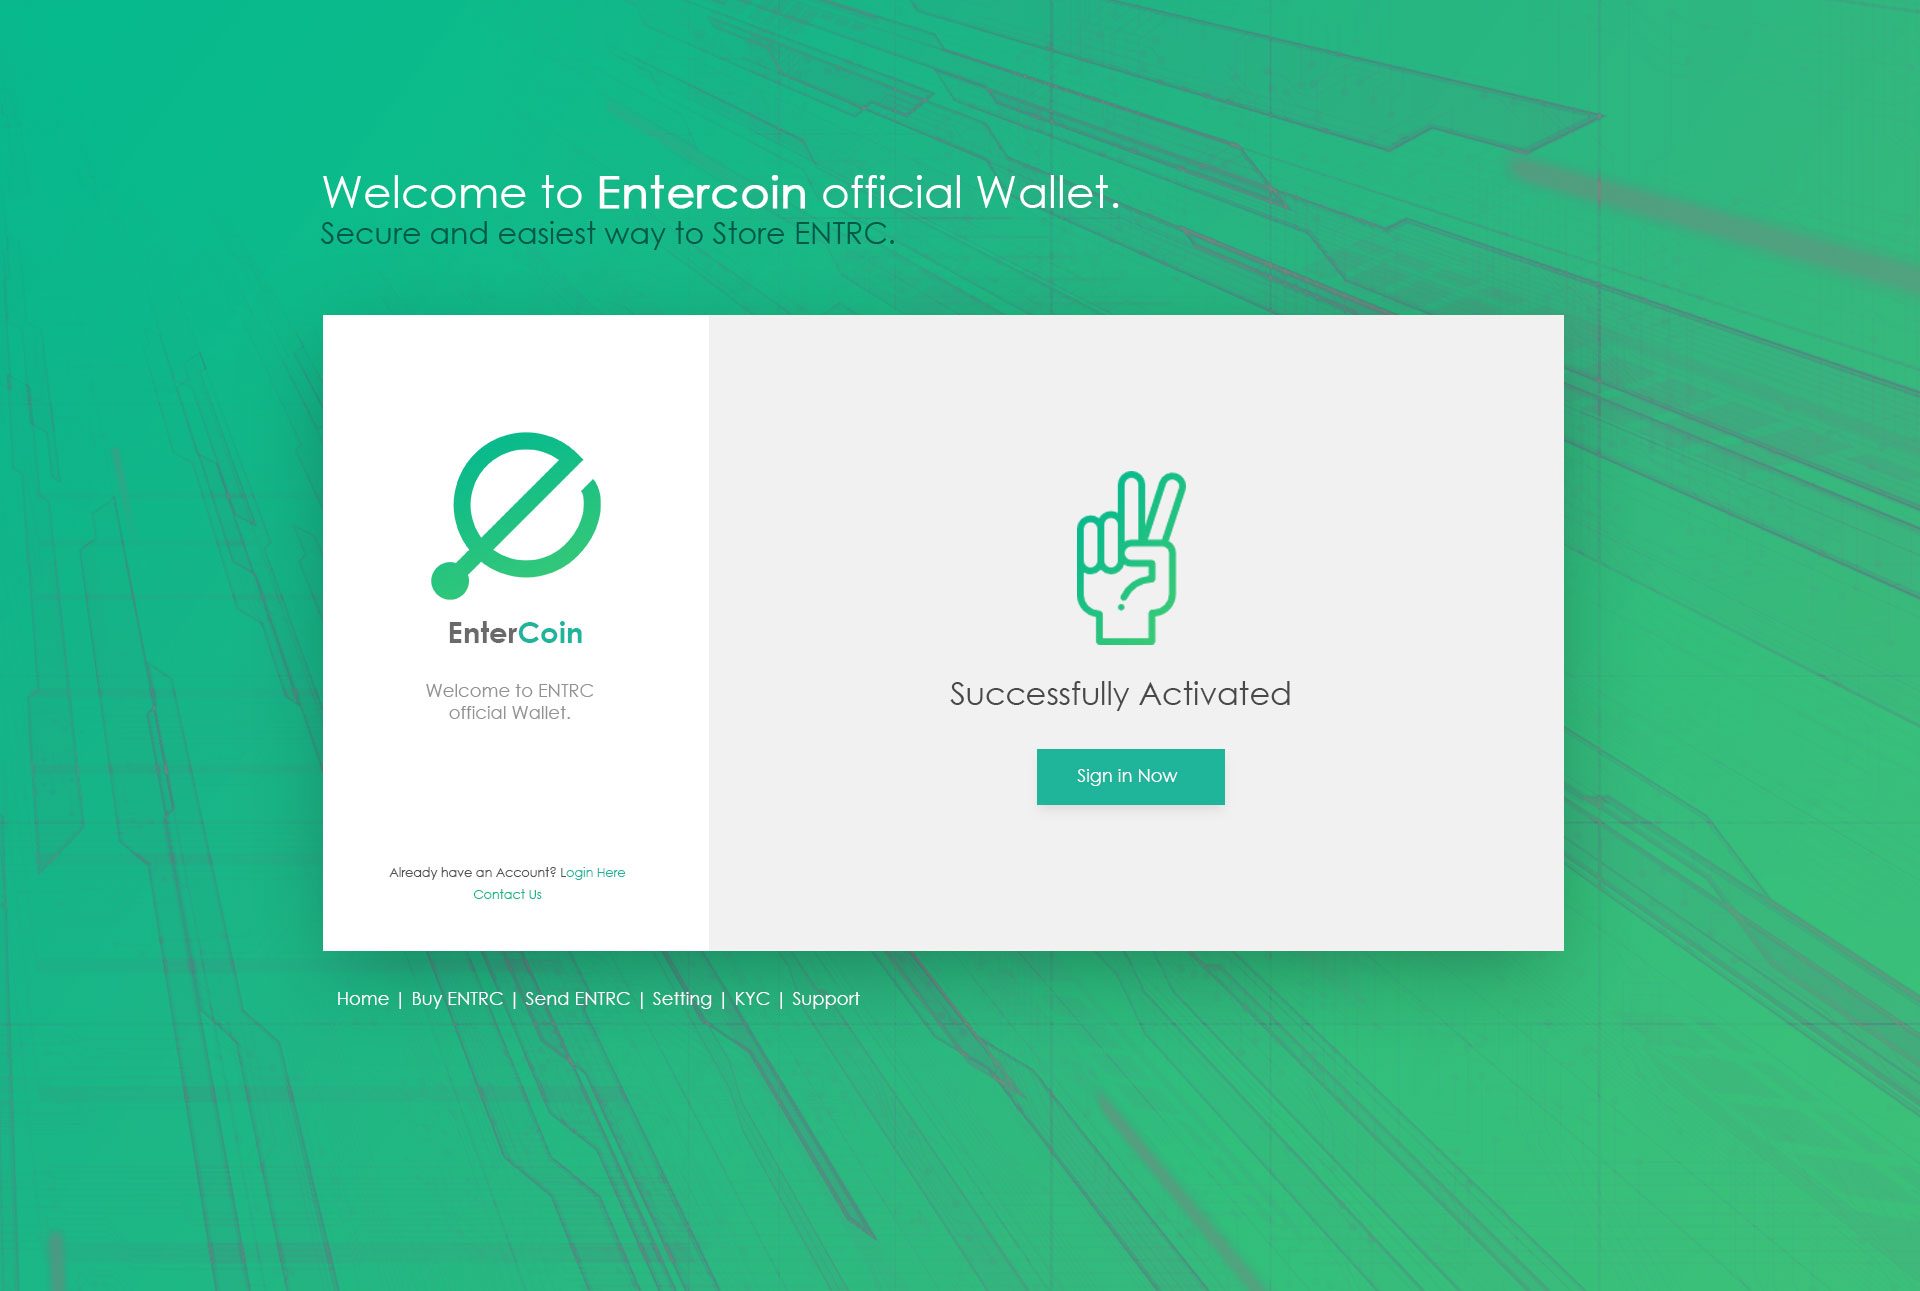 Welcome to Entercoin official Wallet.
Secure and easiest way to Store ENTRC.
EnterCoin
Welcome to ENTRC
official Wallet.
Already have an Account? Login Here
Contact Us
Successfully Activated
Sign in Now
Home | Buy ENTRC | Send ENTRC | Setting | KYC | Support